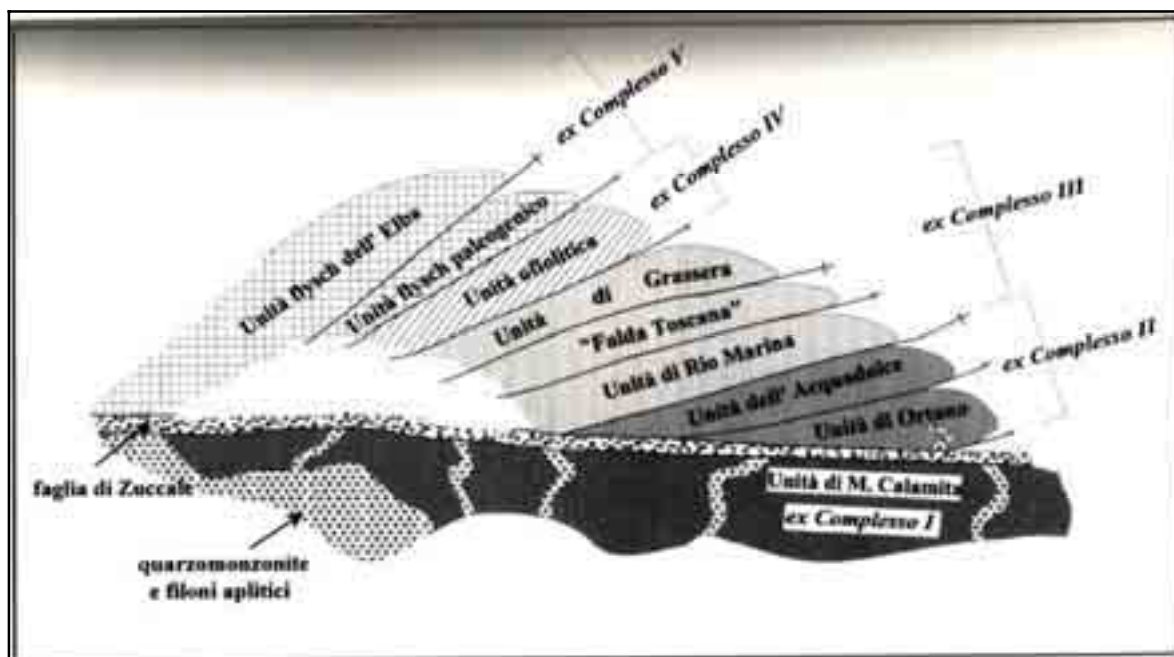 ex Complesso V
ex Complesso IV
ex Complesso III
ex Complesso II
Unità flysch dell' Elba
Unità flysch paleogenico
Unità ofiolitica
Unità di Grassera
"Falda Toscana"
Unità di Rio Marina
Unità dell' Acquadolce
Unità di Ortano
faglia di Zuccale
Unità di M. Calamita
ex Complesso I
quarzomonzonite
e filoni aplitici